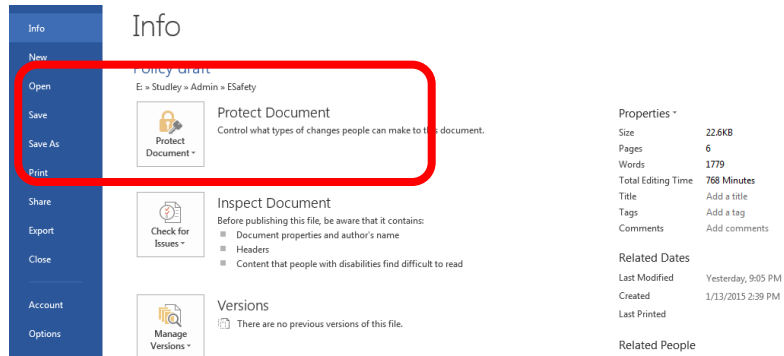 Info
New
Open
Save
Save As
Print
Share
Export
Close
Account
Options
Info
Policy draft
E: » Studley » Admin » ESafety
Protect
Document
Protect Document
Control what types of changes people can make to this document.
Check for
Issues
Inspect Document
Before publishing this file, be aware that it contains:
Document properties and author's name
Headers
Content that people with disabilities find difficult to read
Manage
Versions
Versions
There are no previous versions of this file.
Properties
Size 22.6KB
Pages 6
Words 1779
Total Editing Time 768 Minutes
Title Add a title
Tags Add a tag
Comments Add comments
Related Dates
Last Modified Yesterday, 9:05 PM
Created 1/13/2015 2:39 PM
Last Printed
Related People